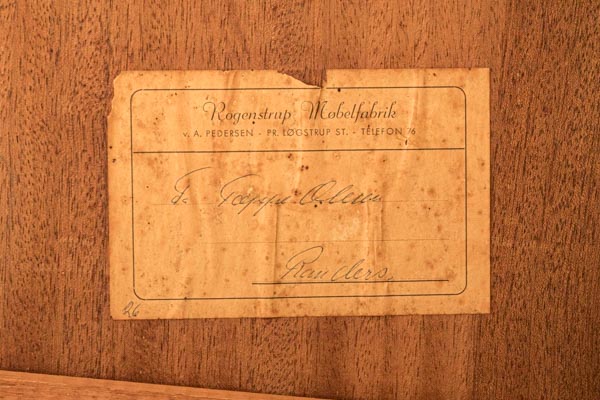 Rogenstrup Møbelfabrik
v. A. PEDERSEN - PR. LØGSTRUP ST. - TELEFON 76
Randers
26